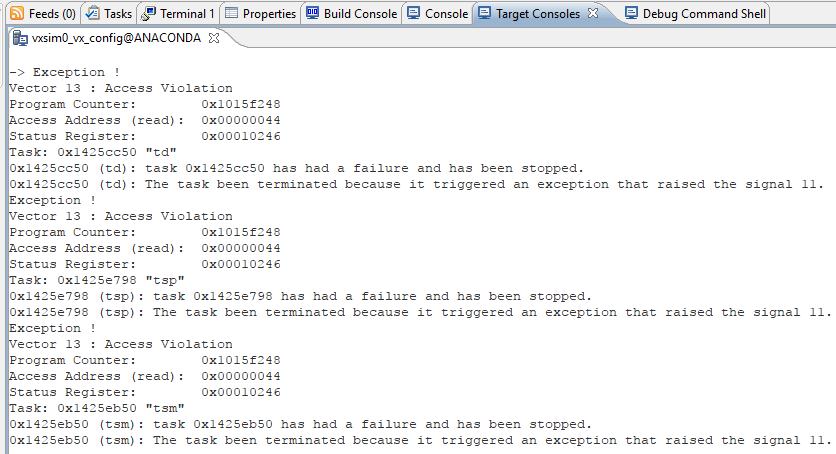 Feeds (0) Tasks Terminal 1 Properties Build Console Console Target Consoles Debug Command Shell
vxsim0_vx_config@ANACONDA
-> Exception !
Vector 13 : Access Violation
Program Counter: 0x1015f248
Access Address (read): 0x00000044
Status Register: 0x00010246
Task: 0x1425cc50 "td"
0x1425cc50 (td): task 0x1425cc50 has had a failure and has been stopped.
0x1425cc50 (td): The task been terminated because it triggered an exception that raised the signal 11.
Exception !
Vector 13 : Access Violation
Program Counter: 0x1015f248
Access Address (read): 0x00000044
Status Register: 0x00010246
Task: 0x1425e798 "tsp"
0x1425e798 (tsp): task 0x1425e798 has had a failure and has been stopped.
0x1425e798 (tsp): The task been terminated because it triggered an exception that raised the signal 11.
Exception !
Vector 13 : Access Violation
Program Counter: 0x1015f248
Access Address (read): 0x00000044
Status Register: 0x00010246
Task: 0x1425eb50 "tsm"
0x1425eb50 (tsm): task 0x1425eb50 has had a failure and has been stopped.
0x1425eb50 (tsm): The task been terminated because it triggered an exception that raised the signal 11.